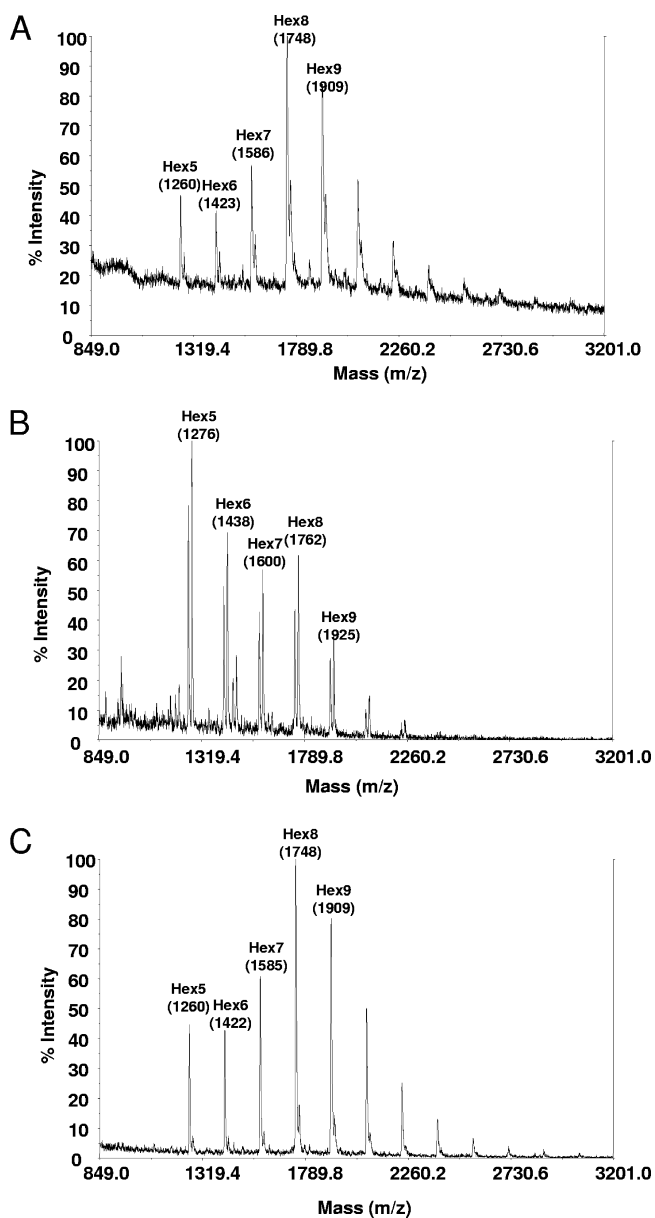 A
Hex8
(1748)
Hex9
(1909)
Hex7
(1586)
Hex5
(1260)
Hex6
(1423)
100
90
80
70
60
50
40
30
20
10
0
% Intensity
849.0 1319.4 1789.8 2260.2 2730.6 3201.0
Mass (m/z)
B
Hex5
(1276)
Hex6
(1438)
Hex8
(1762)
Hex7
(1600)
Hex9
(1925)
100
90
80
70
60
50
40
30
20
10
0
% Intensity
849.0 1319.4 1789.8 2260.2 2730.6 3201.0
Mass (m/z)
C
Hex8
(1748)
Hex9
(1909)
Hex7
(1585)
Hex5
(1260)
Hex6
(1422)
100
90
80
70
60
50
40
30
20
10
0
% Intensity
849.0 1319.4 1789.8 2260.2 2730.6 3201.0
Mass (m/z)